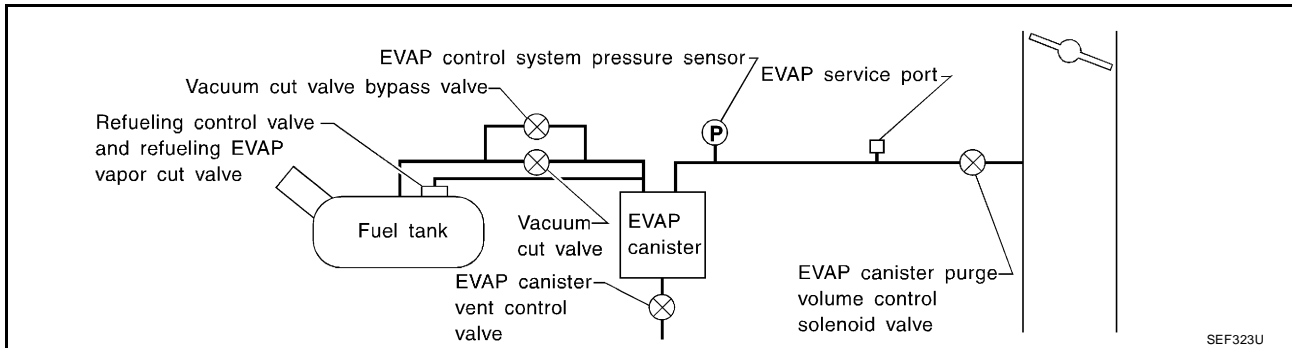 EVAP control system pressure sensor
EVAP service port
Vacuum cut valve bypass valve
Refueling control valve
and refueling EVAP
vapor cut valve
P
Fuel tank
Vacuum
cut valve
EVAP
canister
EVAP canister
vent control
valve
EVAP canister purge
volume control
solenoid valve
SEF323U